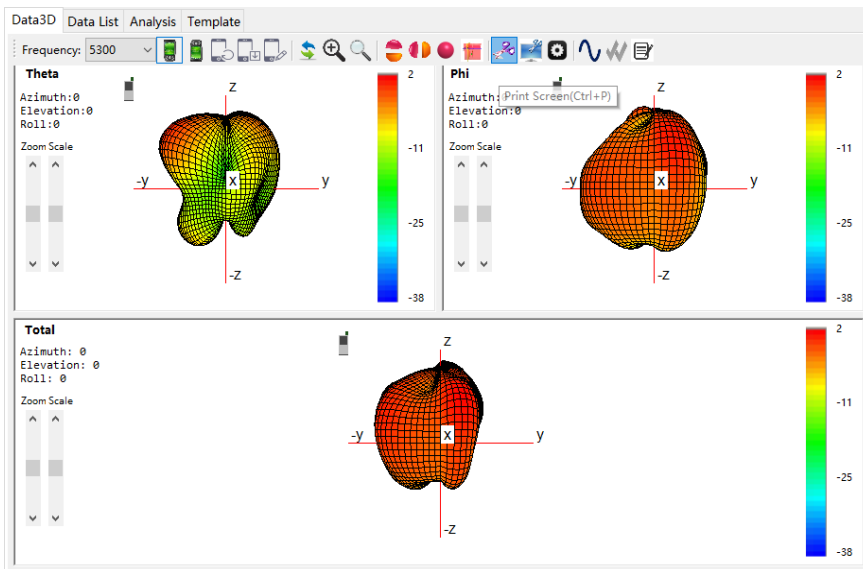 Data3D Data List Analysis Template
Frequency: 5300
Theta
Azimuth:0
Elevation:0
Roll:0
Zoom Scale
z
-y
x
y
-z
2
-11
-25
-38
Phi
Azimuth:
Print Screen(Ctrl+P)
Elevation:0
Roll:0
Zoom Scale
z
-y
x
y
-z
2
-11
-25
-38
Total
Azimuth: 0
Elevation: 0
Roll: 0
Zoom Scale
z
-y
x
y
-z
2
-11
-25
-38